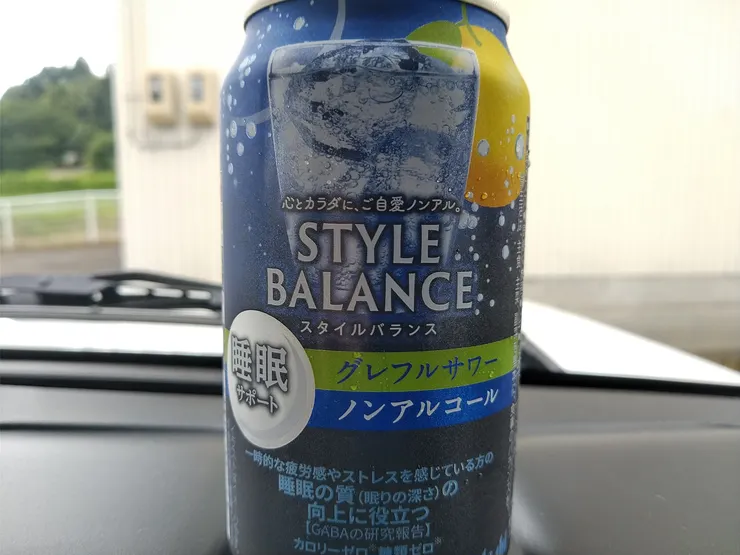 心とカラダに、ご自愛ノンアル。
STYLE
BALANCE
スタイルバランス
睡眠
サポート
グレフルサワー
ノンアルコール
一時的な疲労感やストレスを感じている方の
睡眠の質(眠りの深さ)の
向上に役立つ
【GABAの研究報告】
カロリーゼロ※糖類ゼロ※